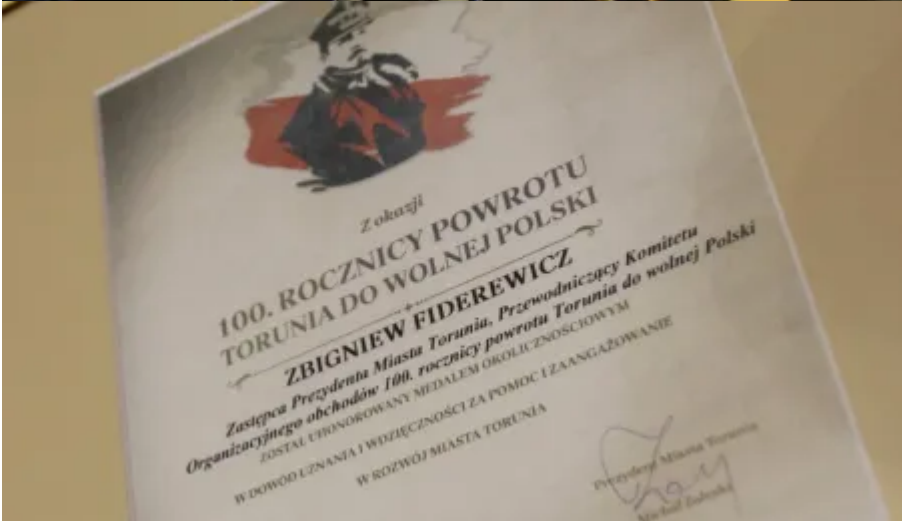 Z okazji
100. ROCZNICY POWROTU
TORUNIA DO WOLNEJ POLSKI
ZBIGNIEW FIDEREWICZ
Zastępca Prezydenta Miasta Torunia, Przewodniczący Komitetu
Organizacyjnego obchodów 100. rocznicy powrotu Torunia do wolnej Polski
ZOSTAŁ UHONOROWANY MEDALEM OKOLICZNOŚCIOWYM
W DOWÓD UZNANIA I WDZIĘCZNOŚCI ZA POMOC I ZAANGAŻOWANIE
W ROZWÓJ MIASTA TORUNIA
Prezydent Miasta Torunia
Michał Zaleski